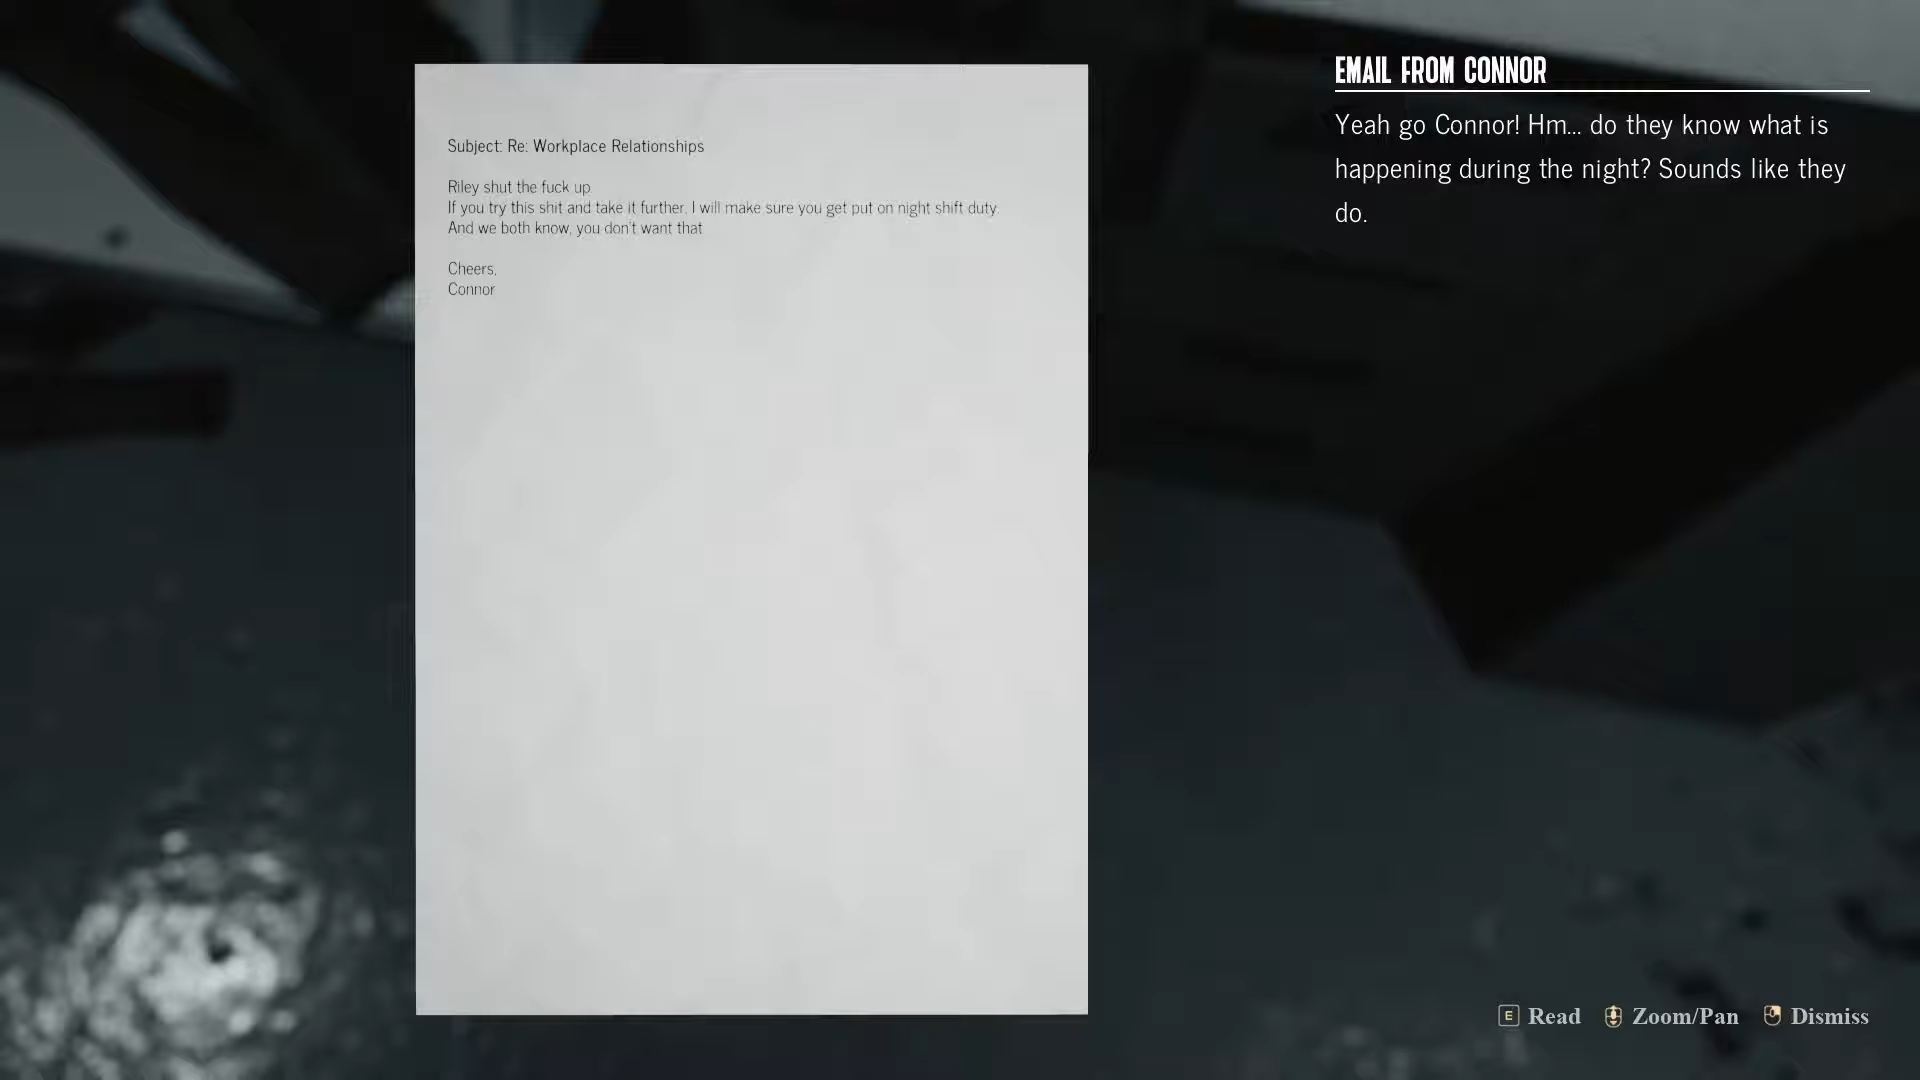 EMAIL FROM CONNOR
Yeah go Connor! Hm... do they know what is
happening during the night? Sounds like they
do.
Subject: Re: Workplace Relationships
Riley shut the fuck up.
If you try this shit and take it further, I will make sure you get put on night shift duty.
And we both know, you don't want that.
Cheers,
Connor
E Read Zoom/Pan Dismiss